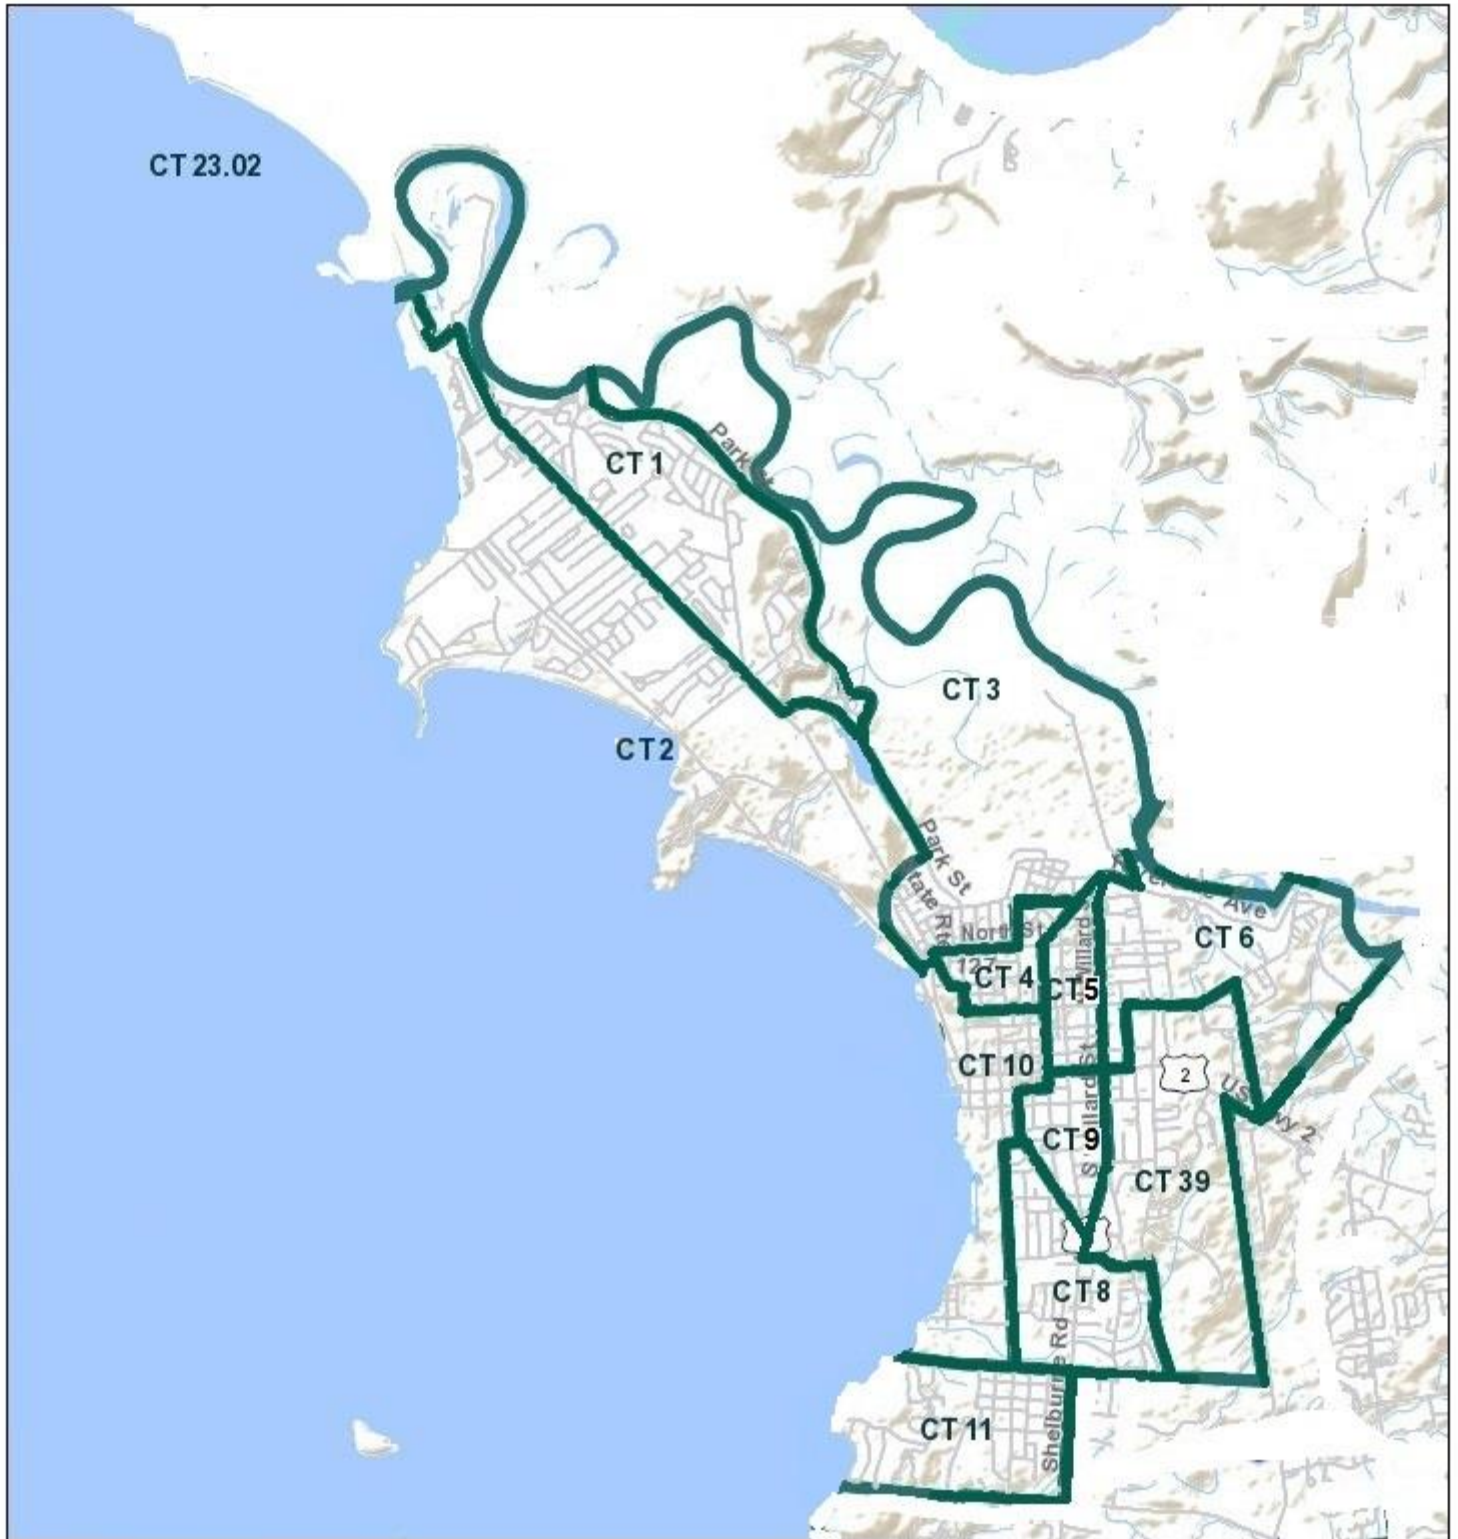 CT 23.02
CT 1
Park St
CT 3
CT 2
Park St
State Rte
127
North St
CT 4
CT 5
Willard
Ave
CT 6
CT 10
2
US Hwy 2
CT 9
S Willard St
CT 39
CT 8
Shelburne Rd
CT 11